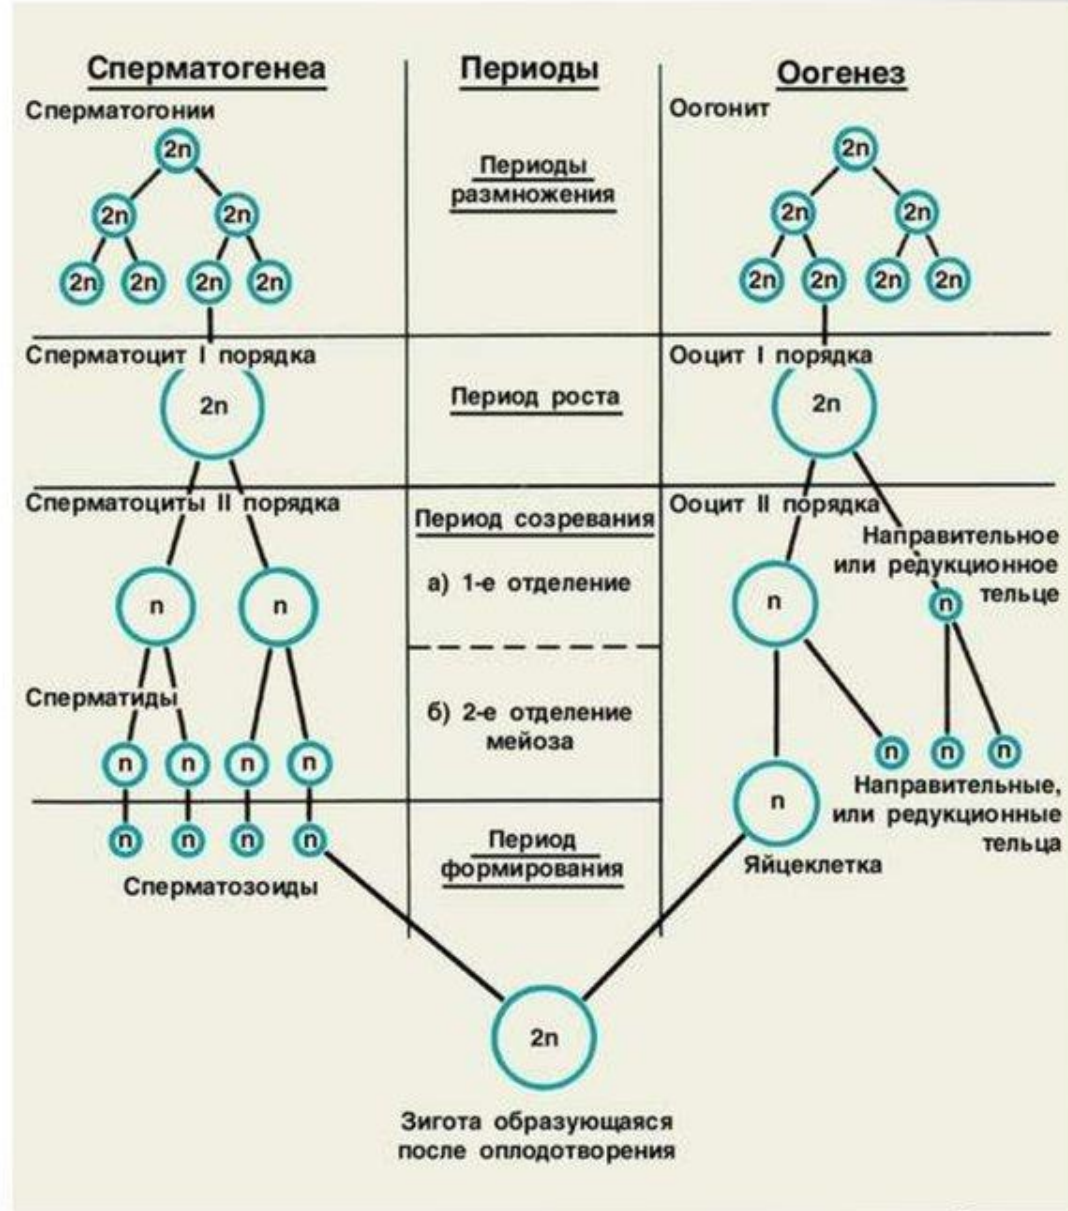 Сперматогенеа
Периоды
Оогенез
Сперматогонии
Оогонит
2n
2n
2n
2n
2n
2n
2n
Периоды
размножения
2n
2n
2n
2n
2n
2n
2n
Сперматоцит I порядка
2n
Период роста
Ооцит I порядка
2n
Сперматоциты II порядка
n
n
Период созревания
а) 1-е отделение
Ооцит II порядка
Направительное
или редукционное
тельце
n
n
Сперматиды
n
n
n
n
б) 2-е отделение
мейоза
n
n
n
Направительные,
или редукционные
тельца
n
Яйцеклетка
n
n
n
n
Сперматозоиды
Период
формирования
2n
Зигота образующаяся
после оплодотворения